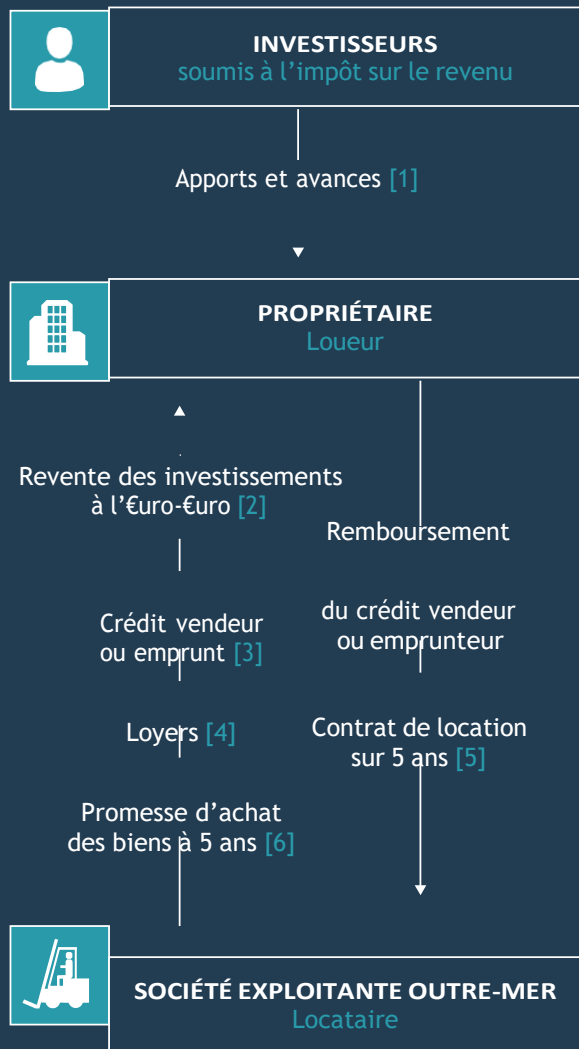 INVESTISSEURS
soumis à l’impôt sur le revenu
Apports et avances [1]
PROPRIÉTAIRE
Loueur
Revente des investissements
à l’€uro-€uro [2]
Crédit vendeur
ou emprunt [3]
Loyers [4]
Promesse d’achat
des biens à 5 ans [6]
Remboursement
du crédit vendeur
ou emprunteur
Contrat de location
sur 5 ans [5]
SOCIÉTÉ EXPLOITANTE OUTRE-MER
Locataire